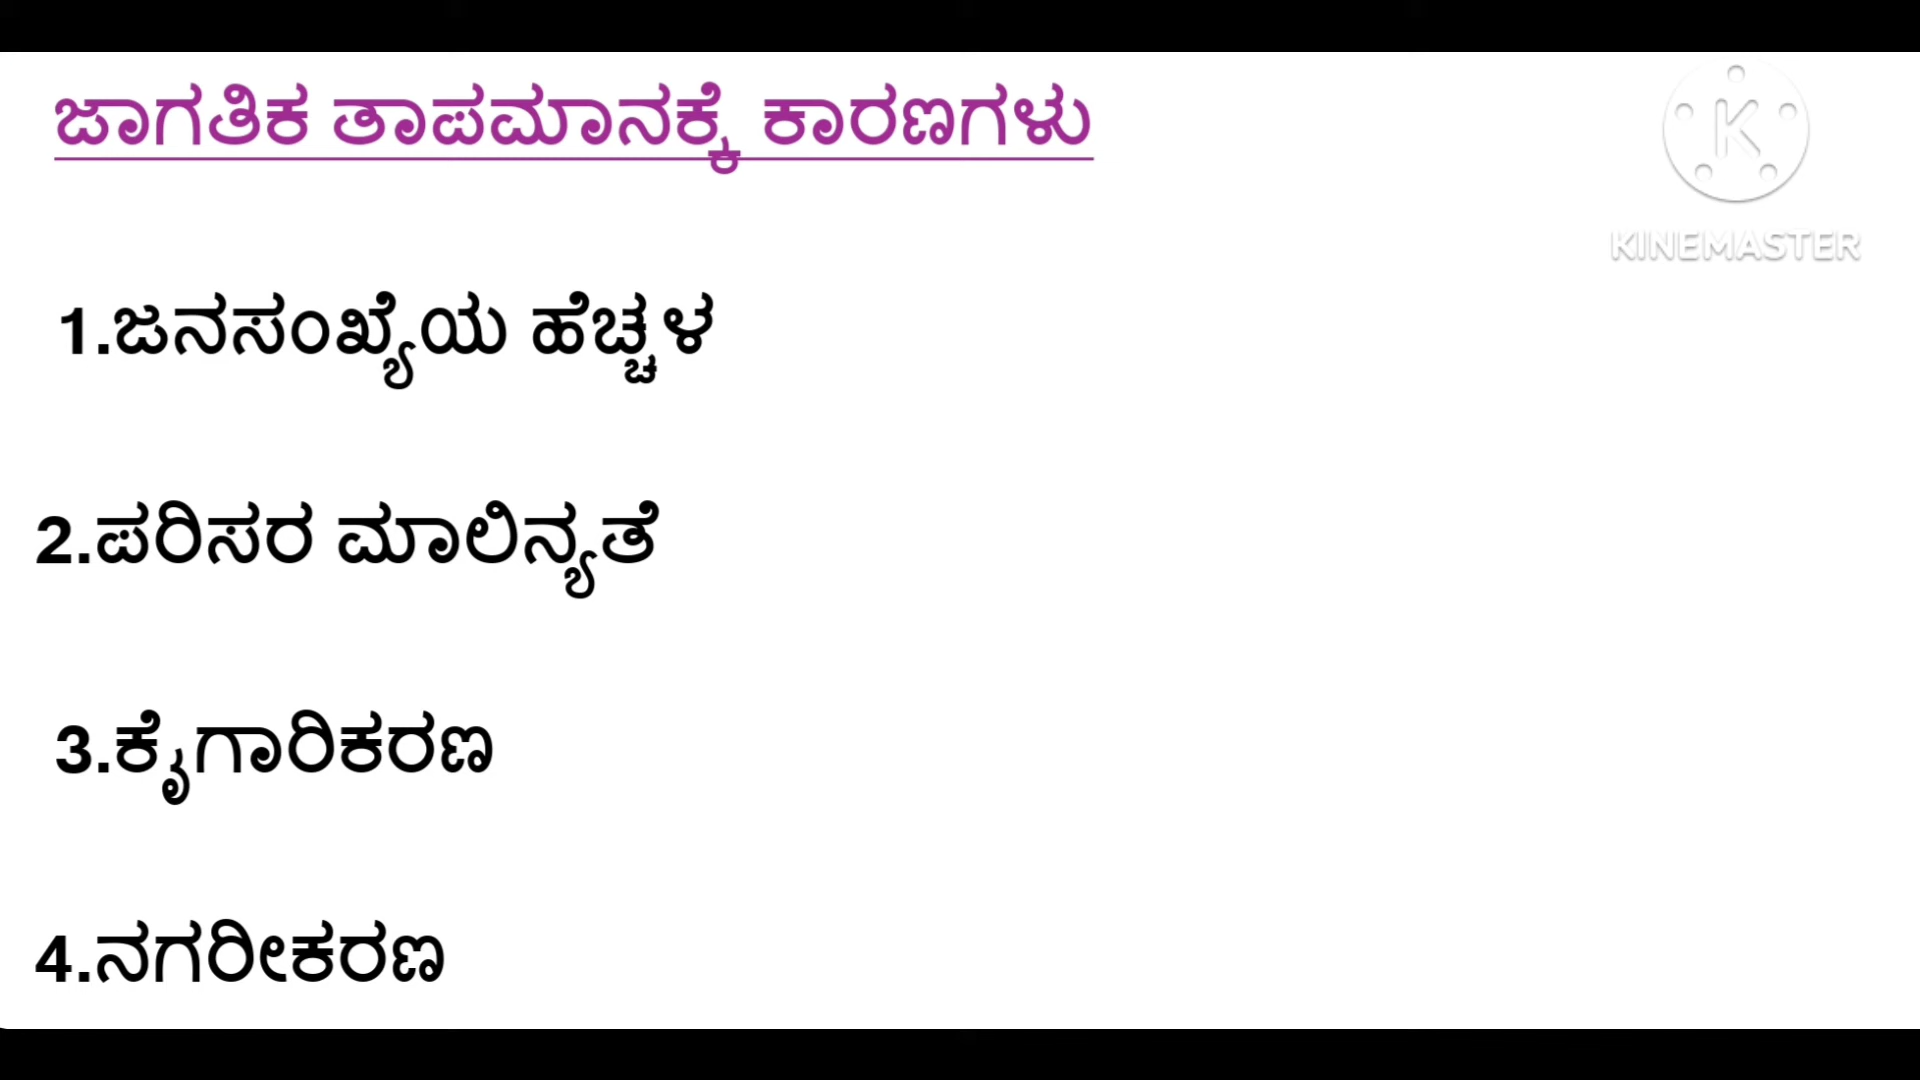 ಜಾಗತಿಕ ತಾಪಮಾನಕ್ಕೆ ಕಾರಣಗಳು
KINEMASTER
1.ಜನಸಂಖ್ಯೆಯ ಹೆಚ್ಚಳ
2.ಪರಿಸರ ಮಾಲಿನ್ಯತೆ
3.ಕೈಗಾರಿಕರಣ
4.ನಗರೀಕರಣ